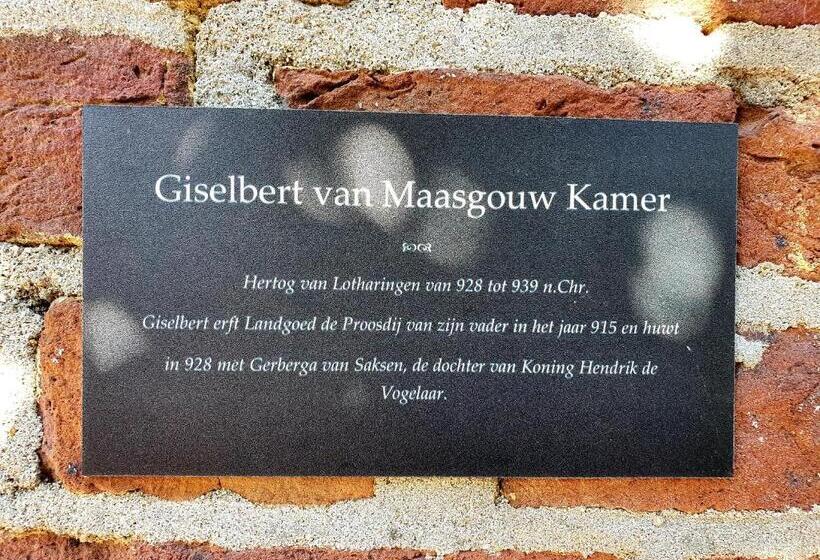 Giselbert van Maasgouw Kamer
Hertog van Lotharingen van 928 tot 939 n.Chr.
Giselbert erft Landgoed de Proosdij van zijn vader in het jaar 915 en huwt
in 928 met Gerberga van Saksen, de dochter van Koning Hendrik de
Vogelaar.